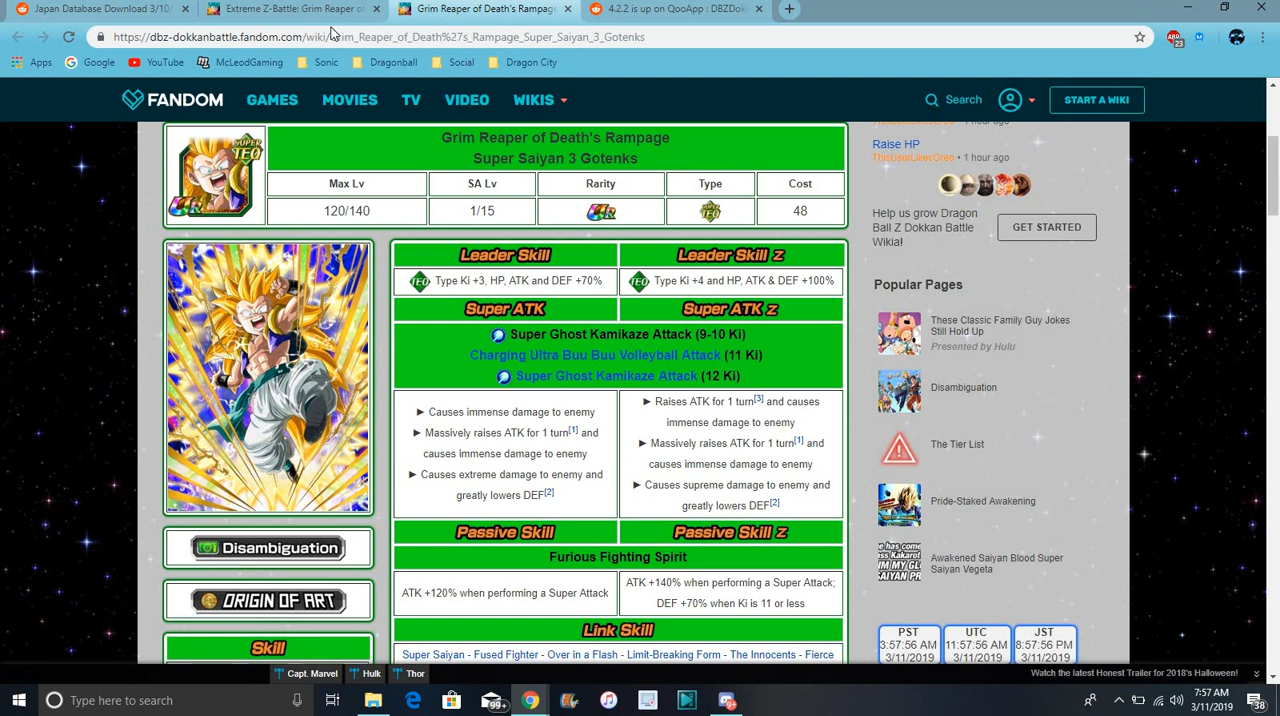 Japan Database Download 3/10/
Extreme Z-Battle: Grim Reaper of
Grim Reaper of Death's Rampage
4.2.2 is up on QooApp : DBZDok
https://dbz-dokkanbattle.fandom.com/wiki/Grim_Reaper_of_Death%27s_Rampage_Super_Saiyan_3_Gotenks
23
Apps Google YouTube McLeodGaming Sonic Dragonball Social Dragon City
FANDOM GAMES MOVIES TV VIDEO WIKIS Search START A WIKI
SUPER TEQ
UR
Grim Reaper of Death's Rampage
Super Saiyan 3 Gotenks
Max Lv SA Lv Rarity Type Cost
120/140 1/15 UR TEQ 48
Leader Skill Leader Skill Z
TEQ Type Ki +3, HP, ATK and DEF +70% TEQ Type Ki +4 and HP, ATK & DEF +100%
Super ATK Super ATK Z
Super Ghost Kamikaze Attack (9-10 Ki)
Charging Ultra Buu Buu Volleyball Attack (11 Ki)
Super Ghost Kamikaze Attack (12 Ki)
► Causes immense damage to enemy
► Massively raises ATK for 1 turn[1] and
causes immense damage to enemy
► Causes extreme damage to enemy and
greatly lowers DEF[2]
► Raises ATK for 1 turn[3] and causes
immense damage to enemy
► Massively raises ATK for 1 turn[1] and
causes immense damage to enemy
► Causes supreme damage to enemy and
greatly lowers DEF[2]
Passive Skill Passive Skill Z
Furious Fighting Spirit
ATK +120% when performing a Super Attack
ATK +140% when performing a Super Attack;
DEF +70% when Ki is 11 or less
Link Skill
Super Saiyan - Fused Fighter - Over in a Flash - Limit-Breaking Form - The Innocents - Fierce
Disambiguation
ORIGIN OF ART
Skill
1 hour ago
Raise HP
ThisUserLikesOreo • 1 hour ago
Help us grow Dragon
Ball Z Dokkan Battle
Wikia!
GET STARTED
Popular Pages
These Classic Family Guy Jokes
Still Hold Up
Presented by Hulu
Disambiguation
The Tier List
Pride-Staked Awakening
Awakened Saiyan Blood Super
Saiyan Vegeta
PST UTC JST
3:57:56 AM 11:57:56 AM 8:57:56 PM
3/11/2019 3/11/2019 3/11/2019
Capt. Marvel Hulk Thor
Watch the latest Honest Trailer for 2018's Halloween!
Type here to search
99+
9+
7:57 AM
3/11/2019
38